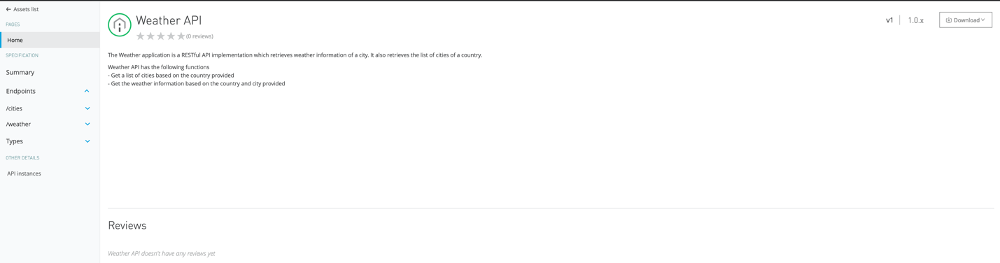 Assets list
PAGES
Home
SPECIFICATION
Summary
Endpoints
/cities
/weather
Types
OTHER DETAILS
API instances
Weather API
(0 reviews)
v1
1.0.x
Download
The Weather application is a RESTful API implementation which retrieves weather information of a city. It also retrieves the list of cities of a country.
Weather API has the following functions
- Get a list of cities based on the country provided
- Get the weather information based on the country and city provided
Reviews
Weather API doesn't have any reviews yet